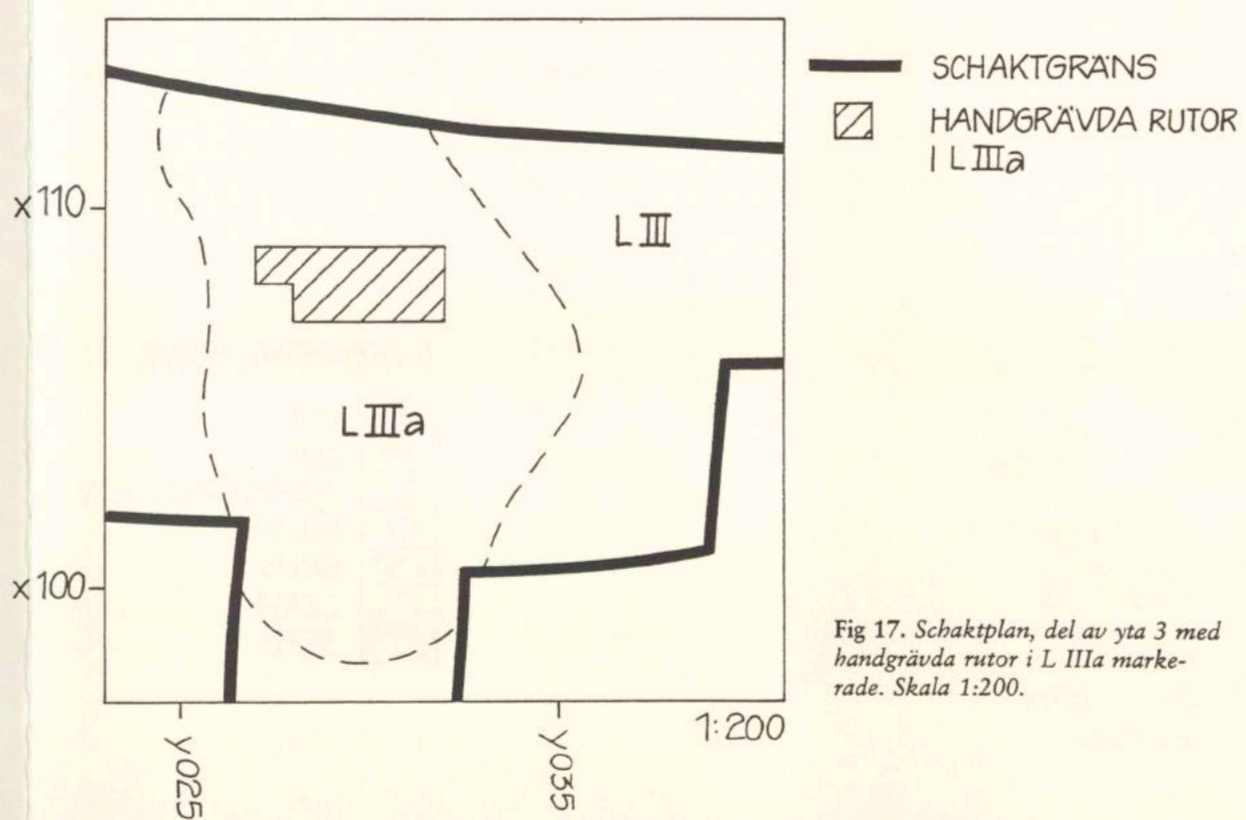 SCHAKTGRÄNS
HANDGRÄVDA RUTOR
I L IIIa
x110
L III
L IIIa
x100
y025
y035
1:200
Fig 17. Schaktplan, del av yta 3 med
handgrävda rutor i L IIIa marke-
rade. Skala 1:200.